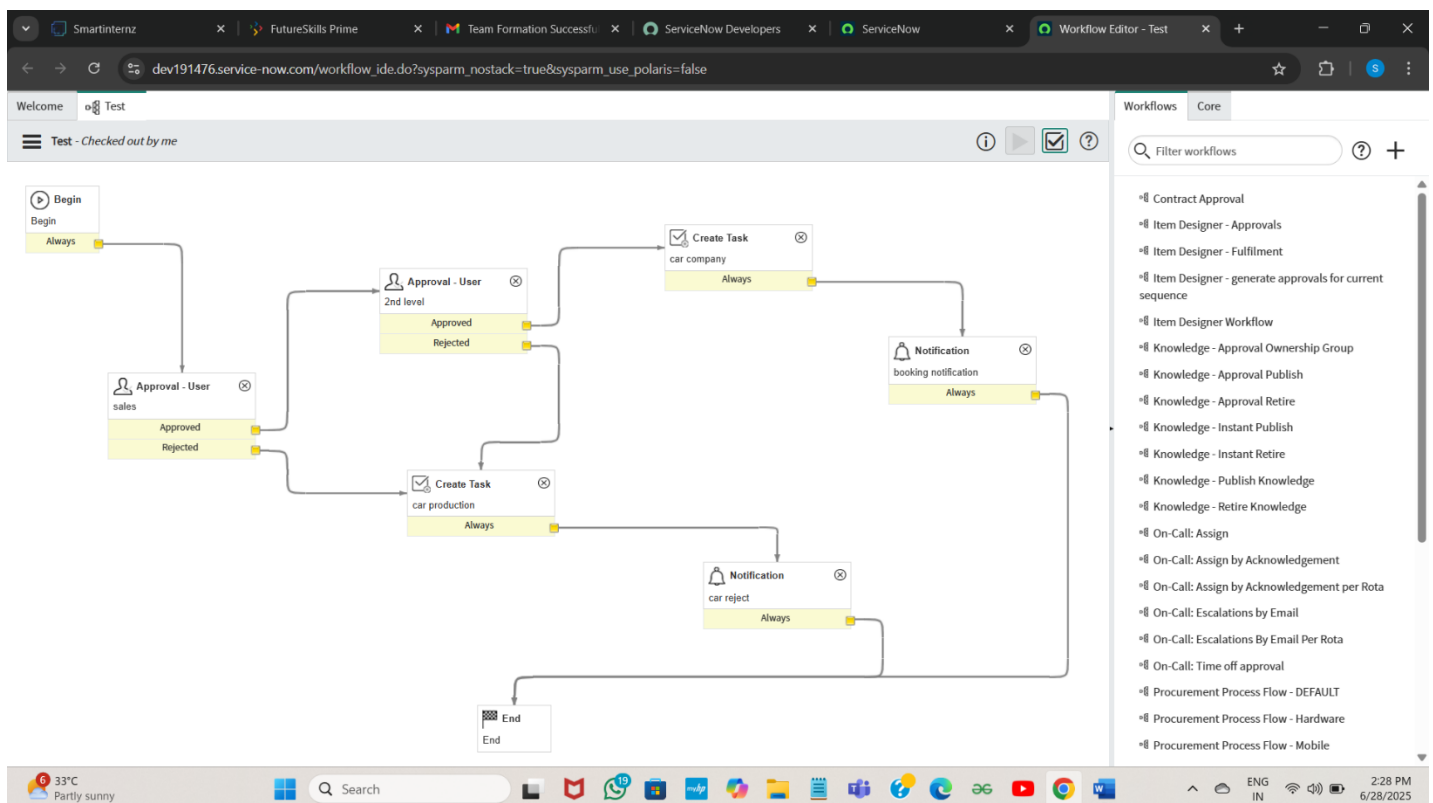 Smartinternz
FutureSkills Prime
Team Formation Successfu
ServiceNow Developers
ServiceNow
Workflow Editor - Test
dev191476.service-now.com/workflow_ide.do?sysparm_nostack=true&sysparm_use_polaris=false
S
Welcome
Test
Workflows
Core
Test - Checked out by me
Filter workflows
Begin
Begin
Always
Approval - User
sales
Approved
Rejected
Approval - User
2nd level
Approved
Rejected
Create Task
car company
Always
Notification
booking notification
Always
Create Task
car production
Always
Notification
car reject
Always
End
End
Contract Approval
Item Designer - Approvals
Item Designer - Fulfilment
Item Designer - generate approvals for current
sequence
Item Designer Workflow
Knowledge - Approval Ownership Group
Knowledge - Approval Publish
Knowledge - Approval Retire
Knowledge - Instant Publish
Knowledge - Instant Retire
Knowledge - Publish Knowledge
Knowledge - Retire Knowledge
On-Call: Assign
On-Call: Assign by Acknowledgement
On-Call: Assign by Acknowledgement per Rota
On-Call: Escalations by Email
On-Call: Escalations By Email Per Rota
On-Call: Time off approval
Procurement Process Flow - DEFAULT
Procurement Process Flow - Hardware
Procurement Process Flow - Mobile
6
33°C
Partly sunny
Search
19
myhp
ENG
IN
2:28 PM
6/28/2025